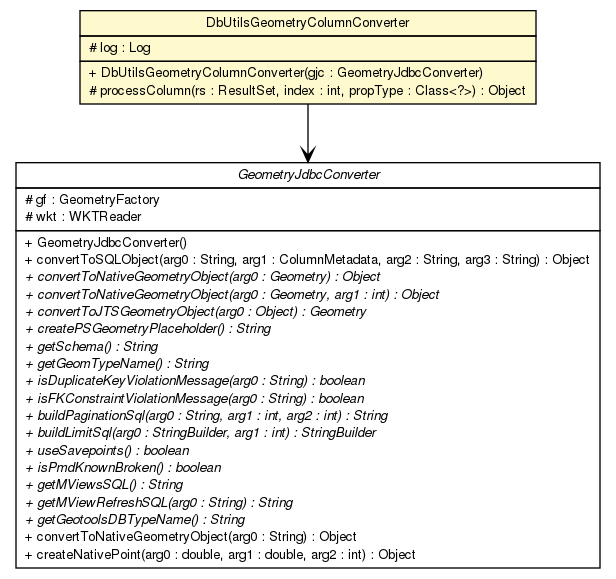 DbUtilsGeometryColumnConverter
# log : Log
+ DbUtilsGeometryColumnConverter(gjc : GeometryJdbcConverter)
# processColumn(rs : ResultSet, index : int, propType : Class<?>) : Object
GeometryJdbcConverter
# gf : GeometryFactory
# wkt : WKTReader
+ GeometryJdbcConverter()
+ convertToSQLObject(arg0 : String, arg1 : ColumnMetadata, arg2 : String, arg3 : String) : Object
+ convertToNativeGeometryObject(arg0 : Geometry) : Object
+ convertToNativeGeometryObject(arg0 : Geometry, arg1 : int) : Object
+ convertToJTSGeometryObject(arg0 : Object) : Geometry
+ createPSGeometryPlaceholder() : String
+ getSchema() : String
+ getGeomTypeName() : String
+ isDuplicateKeyViolationMessage(arg0 : String) : boolean
+ isFKConstraintViolationMessage(arg0 : String) : boolean
+ buildPaginationSql(arg0 : String, arg1 : int, arg2 : int) : String
+ buildLimitSql(arg0 : StringBuilder, arg1 : int) : StringBuilder
+ useSavepoints() : boolean
+ isPmdKnownBroken() : boolean
+ getMViewsSQL() : String
+ getMViewRefreshSQL(arg0 : String) : String
+ getGeotoolsDBTypeName() : String
+ convertToNativeGeometryObject(arg0 : String) : Object
+ createNativePoint(arg0 : double, arg1 : double, arg2 : int) : Object